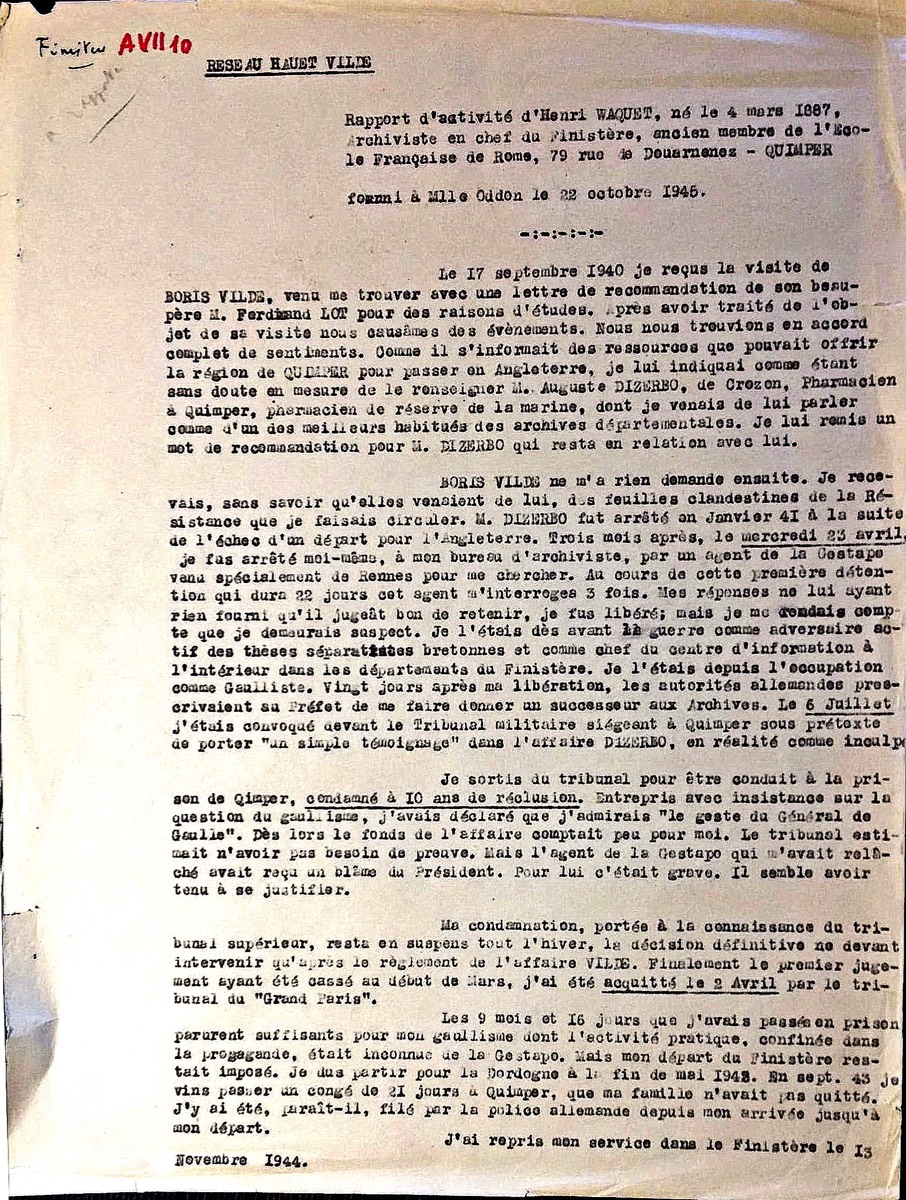 Finistère AVII 10
RESEAU HAUET VILDE
Rapport d'activité d'Henri WAQUET, né le 4 mars 1887,
Archiviste en chef du Finistère, ancien membre de l'Eco-
le Française de Rome, 79 rue de Douarnenez - QUIMPER
fournni à Mlle Oddon le 22 octobre 1945.
-:-:-:-:-
Le 17 septembre 1940 je reçus la visite de
BORIS VILDE, venu me trouver avec une lettre de recommandation de son beau-
père M. Ferdinand LOT pour des raisons d'études. Après avoir traité de l'ob-
jet de sa visite nous causâmes des évènements. Nous nous trouvions en accord
complet de sentiments. Comme il s'informait des ressources que pouvait offrir
la région de QUIMPER pour passer en Angleterre, je lui indiquai comme étant
sans doute en mesure de le renseigner M. Auguste DIZERBO, de Crozon, Pharmacien
à Quimper, pharmacien de réserve de la marine, dont je venais de lui parler
comme d'un des meilleurs habitués des archives départementales. Je lui remis un
mot de recommandation pour M. DIZERBO qui resta en relation avec lui.
BORIS VILDE ne m'a rien demande ensuite. Je rece-
vais, sans savoir qu'elles venaient de lui, des feuilles clandestines de la Ré-
sistance que je faisais circuler. M. DIZERBO fut arrêté en Janvier 41 à la suite
de l'échec d'un départ pour l'Angleterre. Trois mois après, le mercredi 23 avril,
je fus arrêté moi-même, à mon bureau d'archiviste, par un agent de la Gestapo
venu spécialement de Rennes pour me chercher. Au cours de cette première déten-
tion qui dura 22 jours cet agent m'interrogea 3 fois. Mes réponses ne lui ayant
rien fourni qu'il jugeât bon de retenir, je fus libéré; mais je me rendais comp-
te que je demeurais suspect. Je l'étais dès avant la guerre comme adversaire ac-
tif des thèses séparatistes bretonnes et comme chef du centre d'information à
l'intérieur dans les départements du Finistère. Je l'étais depuis l'occupation
comme Gaulliste. Vingt jours après ma libération, les autorités allemandes pres-
crivaient au Préfet de me faire donner un successeur aux Archives. Le 6 Juillet
j'étais convoqué devant le Tribunal militaire siégeant à Quimper sous prétexte
de porter "un simple témoignage" dans l'affaire DIZERBO, en réalité comme inculpé
Je sortis du tribunal pour être conduit à la pri-
son de Qimper, condamné à 10 ans de réclusion. Entrepris avec insistance sur la
question du gaullisme, j'avais déclaré que j'admirais "le geste du Général de
Gaulle". Dès lors le fonds de l'affaire comptait peu pour moi. Le tribunal esti-
mait n'avoir pas besoin de preuve. Mais l'agent de la Gestapo qui m'avait relâ-
ché avait reçu un blâme du Président. Pour lui c'était grave. Il semble avoir
tenu à se justifier.
Ma condamnation, portée à la connaissance du tri-
bunal supérieur, resta en suspens tout l'hiver, la décision définitive ne devant
intervenir qu'après le règlement de l'affaire VILDE. Finalement le premier juge-
ment ayant été cassé au début de Mars, j'ai été acquitté le 2 Avril par le tri-
bunal du "Grand Paris".
Les 9 mois et 16 jours que j'avais passés en prison
parurent suffisants pour mon gaullisme dont l'activité pratique, confinée dans
la progagande, était inconnue de la Gestapo. Mais mon départ du Finistère res-
tait imposé. Je dus partir pour la Dordogne à la fin de mai 1942. En sept. 43 je
vins passer un congé de 21 jours à Quimper, que ma famille n'avait pas quitté.
J'y ai été, paraît-il, filé par la police allemande depuis mon arrivée jusqu'à
mon départ.
J'ai repris mon service dans le Finistère le 13
Novembre 1944.